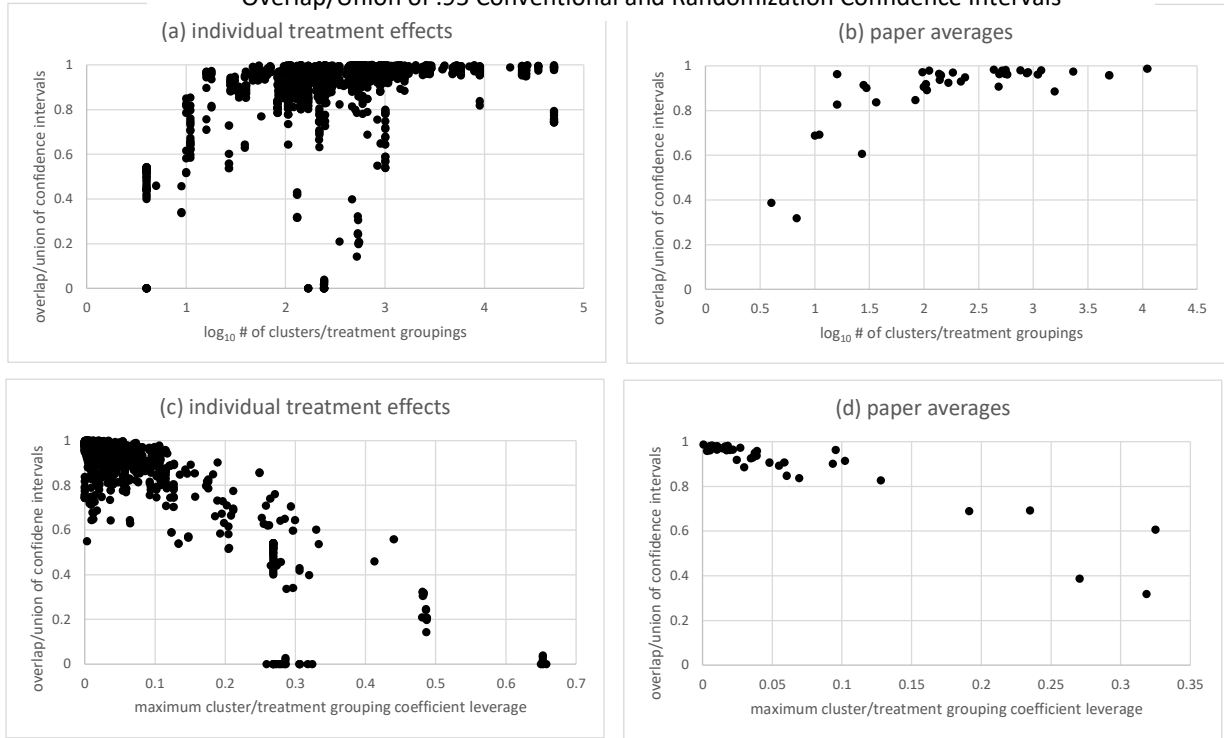 Overlap/Union of .95 Conventional and Randomization Confidence Intervals
(a) individual treatment effects
overlap/union of confidence intervals
1
0.8
0.6
0.4
0.2
0
0 1 2 3 4 5
log₁₀ # of clusters/treatment groupings
(b) paper averages
overlap/union of confidence intervals
1
0.8
0.6
0.4
0.2
0
0 0.5 1 1.5 2 2.5 3 3.5 4 4.5
log₁₀ # of clusters/treatment groupings
(c) individual treatment effects
overlap/union of confidene intervals
1
0.8
0.6
0.4
0.2
0
0 0.1 0.2 0.3 0.4 0.5 0.6 0.7
maximum cluster/treatment grouping coefficient leverage
(d) paper averages
overlap/union of confidence intervals
1
0.8
0.6
0.4
0.2
0
0 0.05 0.1 0.15 0.2 0.25 0.3 0.35
maximum cluster/treatment grouping coefficient leverage